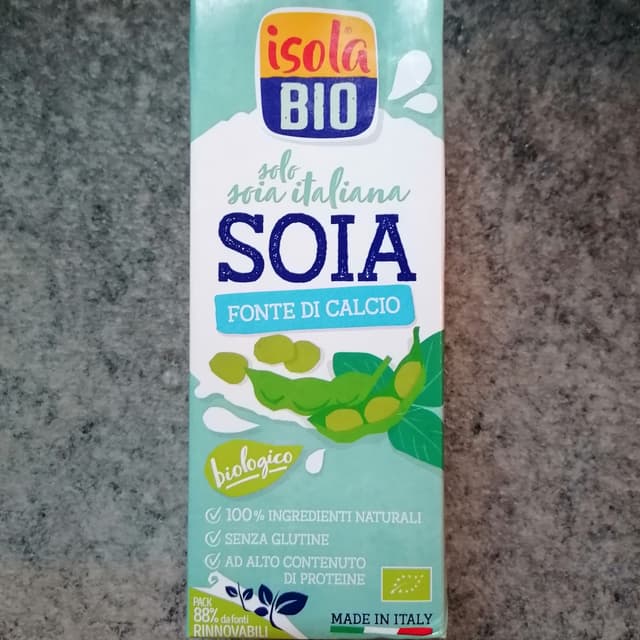 isola
BIO
solo
soia italiana
SOIA
FONTE DI CALCIO
biologico
100% INGREDIENTI NATURALI
SENZA GLUTINE
AD ALTO CONTENUTO
DI PROTEINE
PACK
88% da fonti
RINNOVABILI
MADE IN ITALY